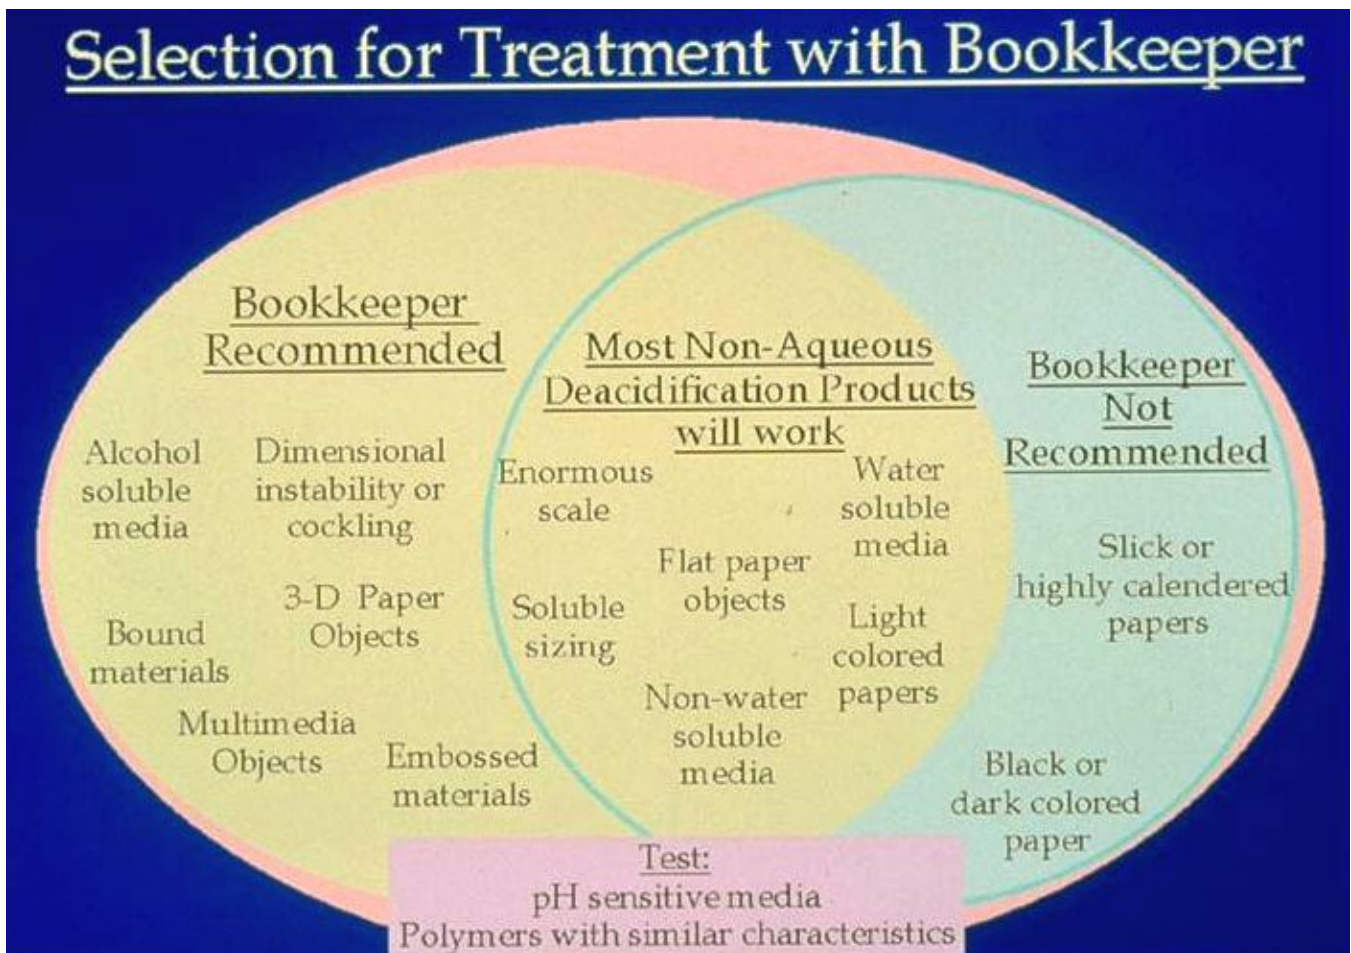 Selection for Treatment with Bookkeeper
Bookkeeper
Recommended
Alcohol
soluble
media
Dimensional
instability or
cockling
3-D Paper
Objects
Bound
materials
Multimedia
Objects
Embossed
materials
Most Non-Aqueous
Deacidification Products
will work
Enormous
scale
Water
soluble
media
Flat paper
objects
Soluble
sizing
Light
colored
papers
Non-water
soluble
media
Bookkeeper
Not
Recommended
Slick or
highly calendered
papers
Black or
dark colored
paper
Test:
pH sensitive media
Polymers with similar characteristics